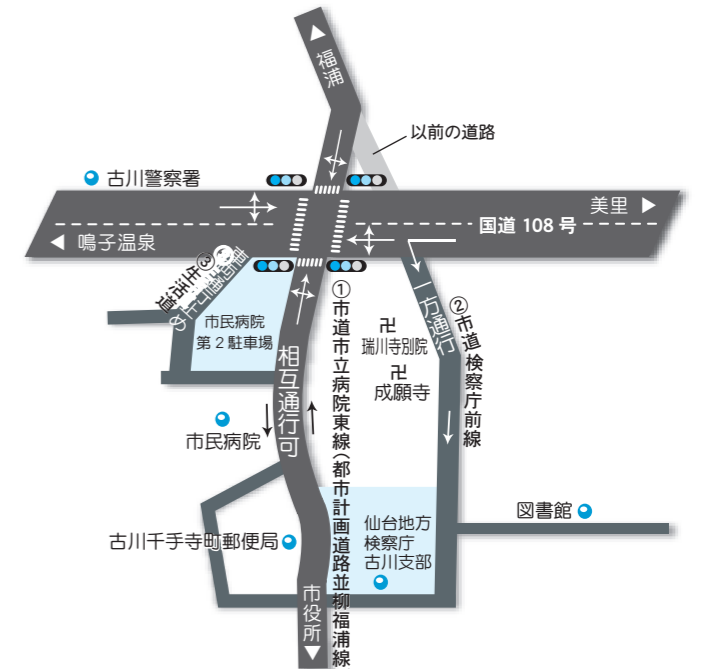 福浦
以前の道路
古川警察署
美里
国道 108 号
鳴子温泉
③生活道
市民病院
第２駐車場
①市道市立病院東線（都市計画道路並柳福浦線
一方通行
②市道検察庁前線
卍
瑞川寺別院
卍
成願寺
相互通行可
市民病院
図書館
仙台地方
検察庁
古川支部
古川千手寺町郵便局
市役所